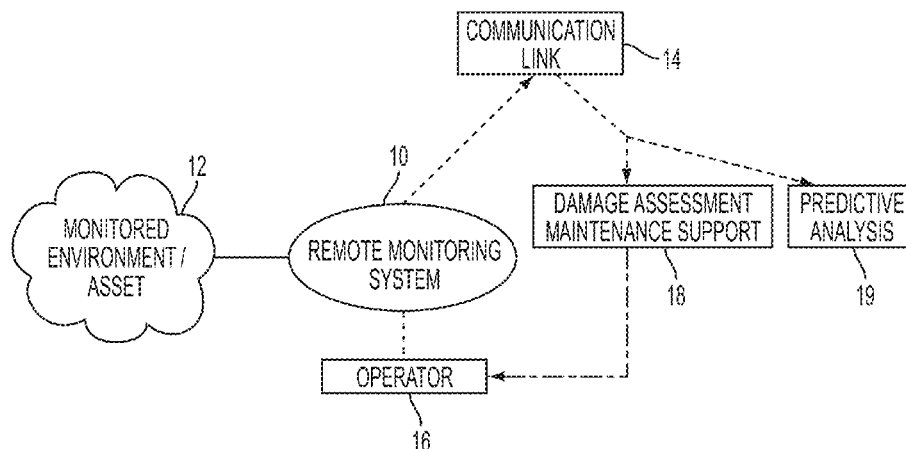 COMMUNICATION
LINK
14
12
10
MONITORED
ENVIRONMENT /
ASSET
REMOTE MONITORING
SYSTEM
DAMAGE ASSESSMENT
MAINTENANCE SUPPORT
PREDICTIVE
ANALYSIS
18
19
OPERATOR
16